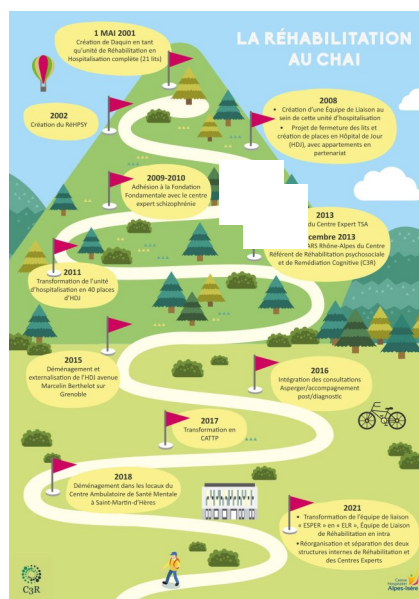 LA RÉHABILITATION
AU CHAI
1 MAI 2001
Création de Daquin en tant
qu'unité de Réhabilitation en
Hospitalisation complète (21 lits)
2002
Création du RéHPSY
2008
• Création d'une Équipe de Liaison au
sein de cette unité d'hospitalisation
• Projet de fermeture des lits et
création de places en Hôpital de Jour
(HDJ), avec appartements en
partenariat
2009-2010
Adhésion à la Fondation
Fondamentale avec le centre
expert schizophrénie
2011
Transformation de l'unité
d'hospitalisation en 40 places
d'HDJ
2013
du Centre Expert TSA
cembre 2013
ARS Rhône-Alpes du Centre
Référent de Réhabilitation psychosociale
et de Remédiation Cognitive (C3R)
2015
Déménagement et
externalisation de l'HDJ avenue
Marcelin Berthelot sur
Grenoble
2016
Intégration des consultations
Asperger/accompagnement
post/diagnostic
2017
Transformation en
CATTP
2018
Déménagement dans les locaux du
Centre Ambulatoire de Santé Mentale
à Saint-Martin-d'Hères
2021
• Transformation de l'équipe de liaison
« ESPER » en « ELR », Équipe de Liaison
de Réhabilitation en intra
•Réorganisation et séparation des deux
structures internes de Réhabilitation et
des Centres Experts
C3R
Centre
Hospitalier
Alpes-Isère